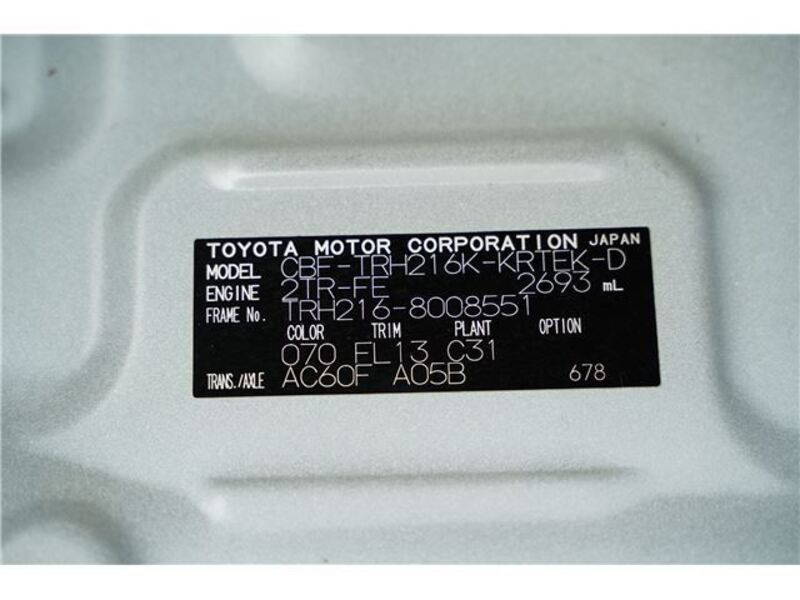 TOYOTA MOTOR CORPORATION JAPAN
MODEL CBF-TRH216K-KRTEK-D
ENGINE 2TR-FE 2693 mL
FRAME No. TRH216-8008551
COLOR TRIM PLANT OPTION
070 FL13 C31
TRANS./AXLE AC60F A05B 678